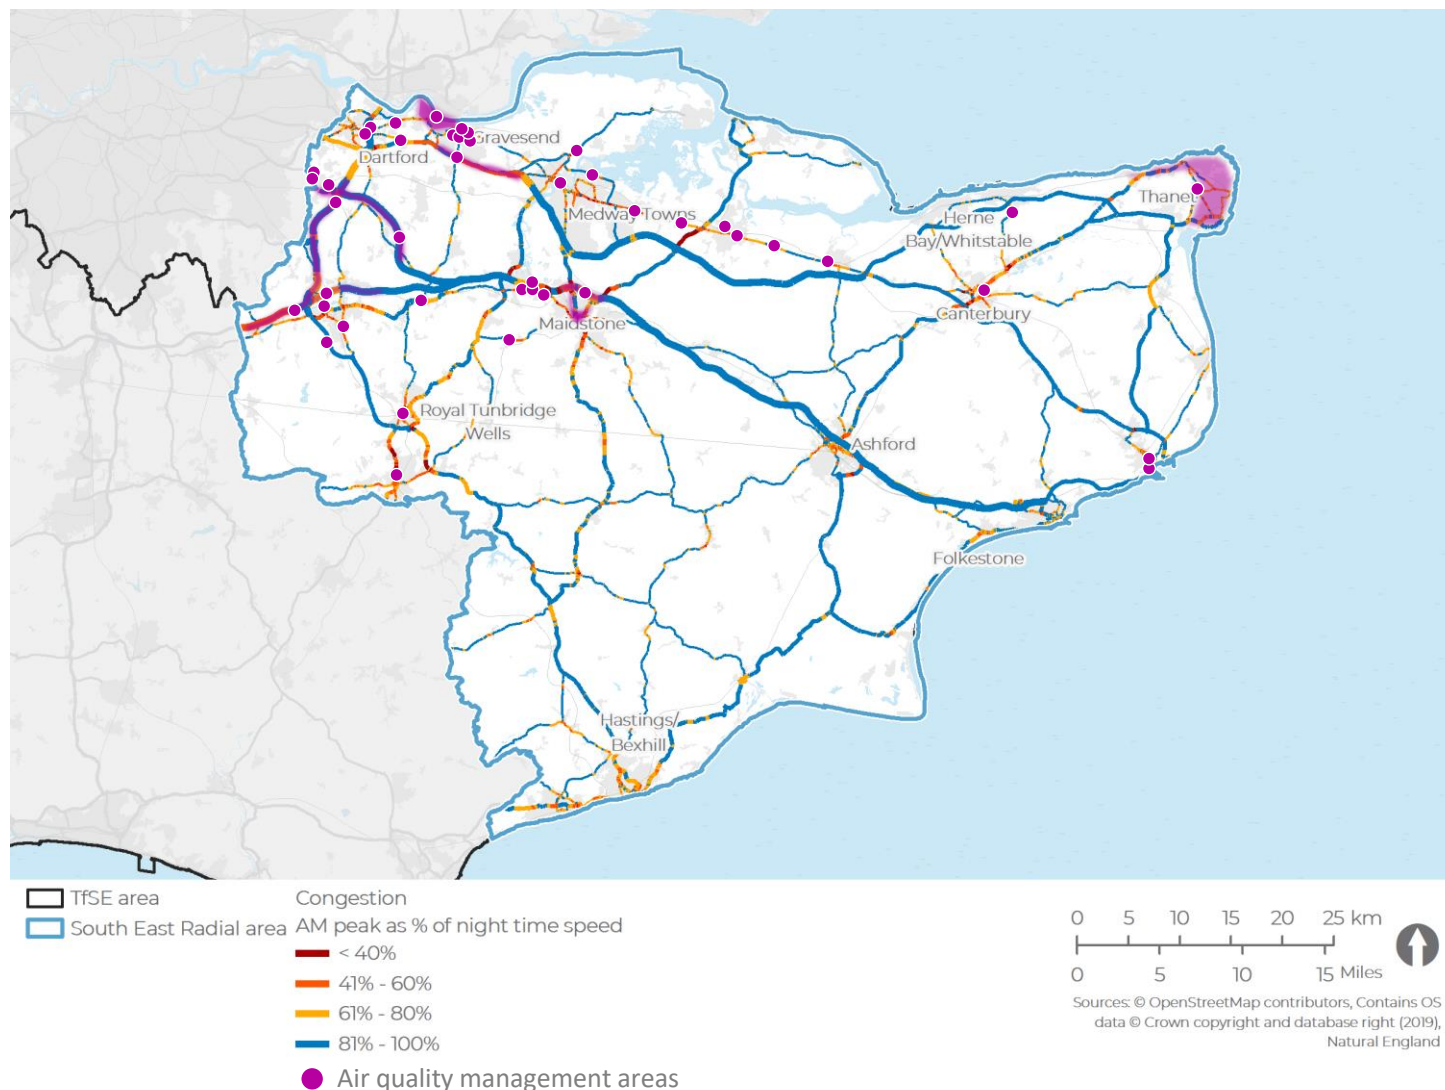 Gravesend
Dartford
Medway Towns
Thanet
Herne
Bay/Whitstable
Canterbury
Maidstone
Royal Tunbridge
Wells
Ashford
Folkestone
Hastings/
Bexhill
TfSE area
South East Radial area
Congestion
AM peak as % of night time speed
< 40%
41% - 60%
61% - 80%
81% - 100%
Air quality management areas
0 5 10 15 20 25 km
0 5 10 15 Miles
Sources: © OpenStreetMap contributors, Contains OS
data © Crown copyright and database right (2019),
Natural England